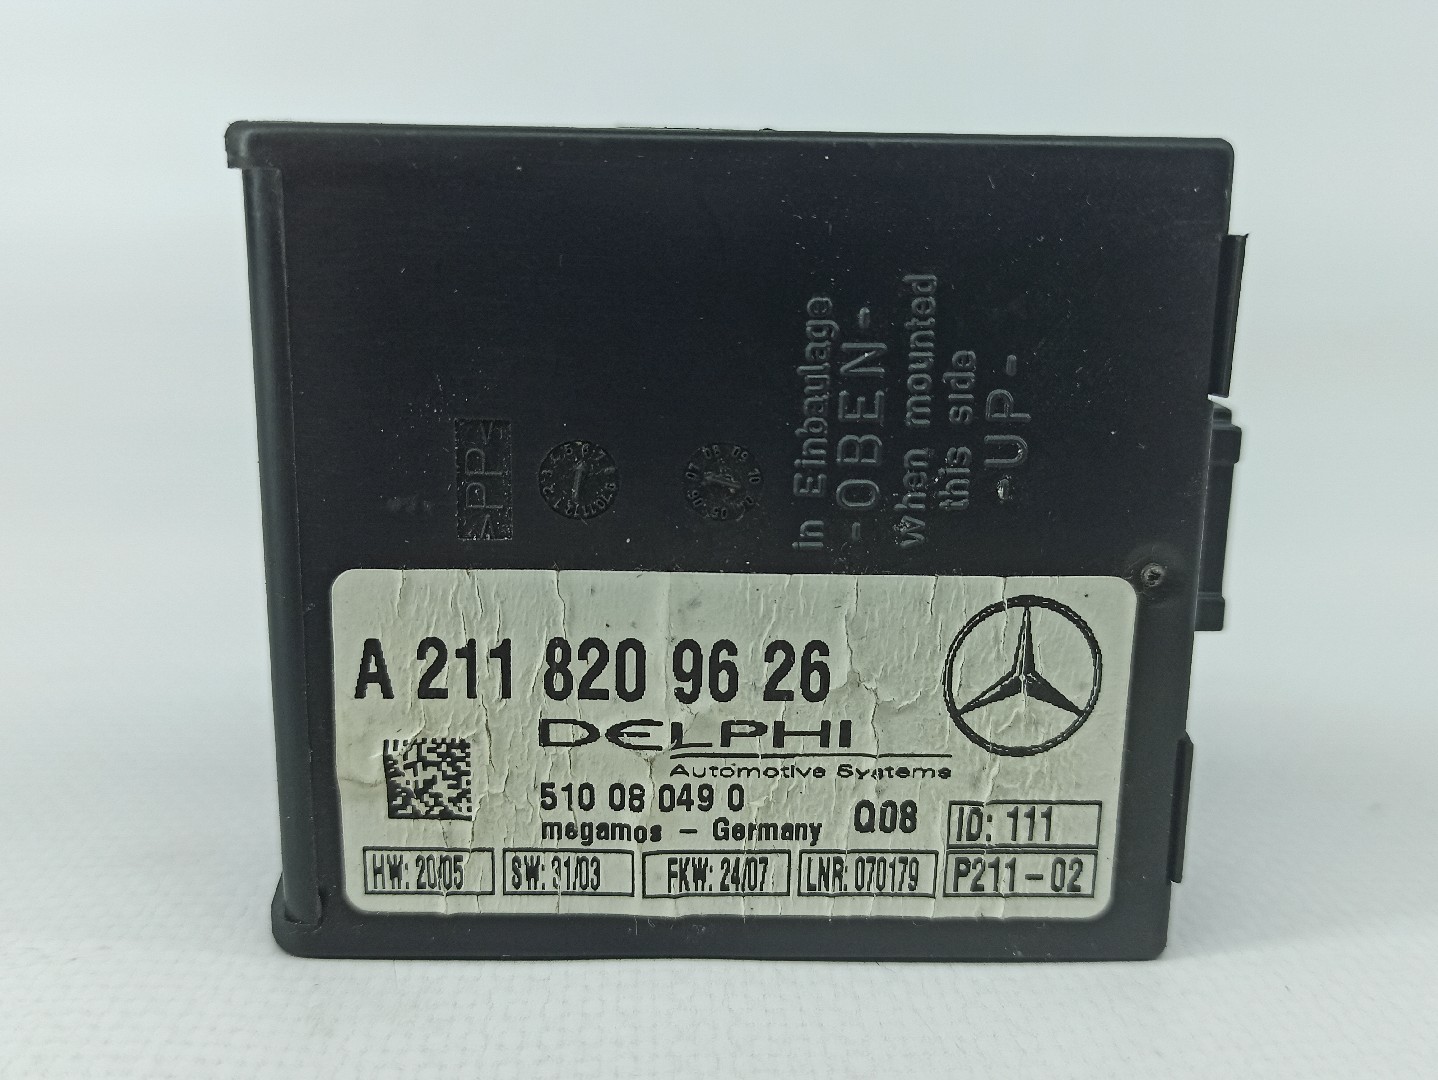 in Einbaulage
-OBEN-
when mounted
this side
-UP-
>PP<
A 211 820 96 26
DELPHI
Automotive Systems
510 08 049 0
megamos - Germany
Q08
ID: 111
HW: 20/05
SW: 31/03
FKW: 24/07
LNR: 070179
P211-02